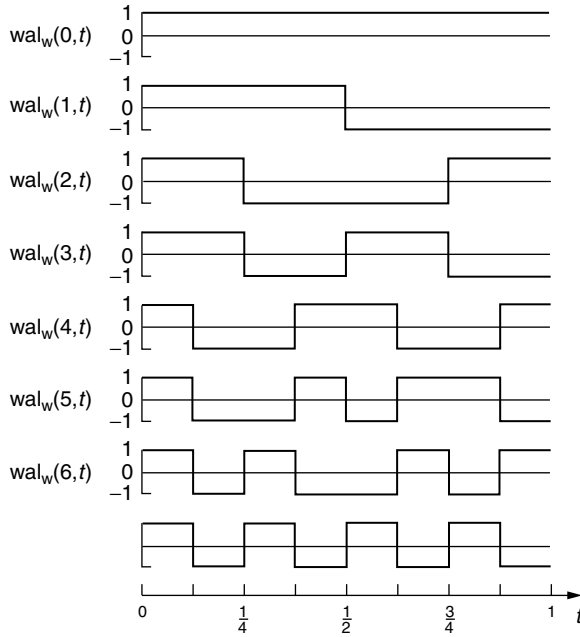 1
wal_w(0,t) 0
−1
1
wal_w(1,t) 0
−1
1
wal_w(2,t) 0
−1
1
wal_w(3,t) 0
−1
1
wal_w(4,t) 0
−1
1
wal_w(5,t) 0
−1
1
wal_w(6,t) 0
−1
0 1/4 1/2 3/4 1 t